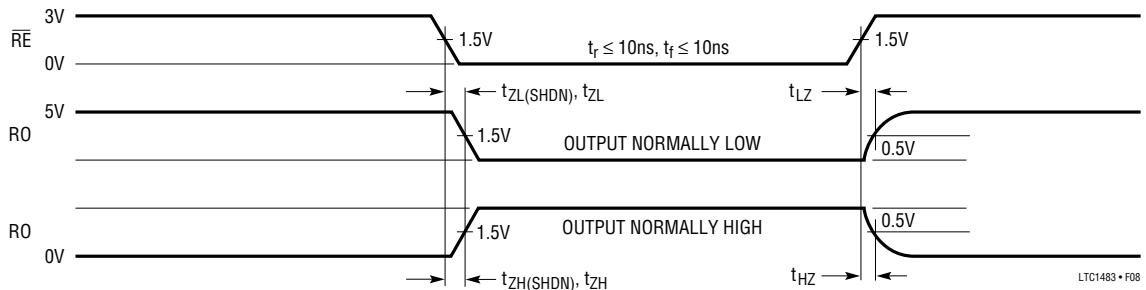 3V
RE
1.5V
tr ≤ 10ns, tf ≤ 10ns
1.5V
0V
tZL(SHDN), tZL
tLZ
5V
RO
1.5V
OUTPUT NORMALLY LOW
0.5V
RO
1.5V
OUTPUT NORMALLY HIGH
0.5V
0V
tZH(SHDN), tZH
tHZ
LTC1483 • F08